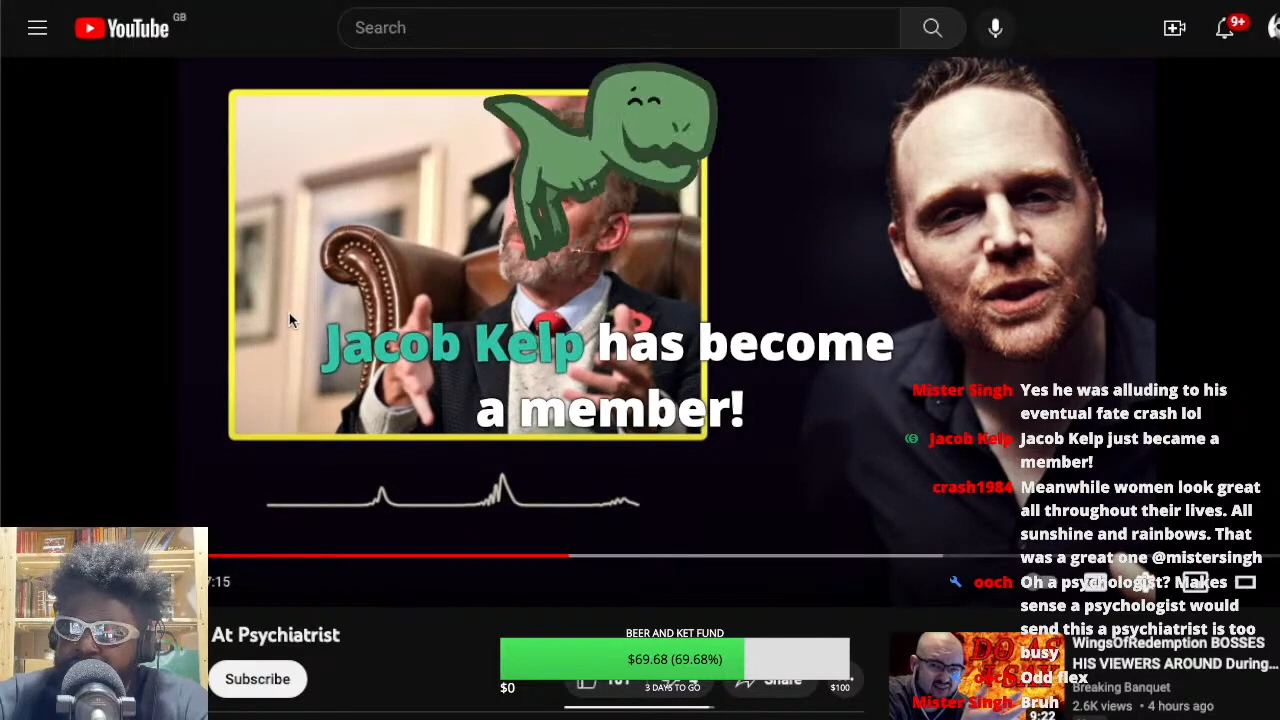 YouTube GB
Search
9+
Jacob Kelp has become
a member!
Mister Singh Yes he was alluding to his
eventual fate crash lol
Jacob Kelp Jacob Kelp just became a
member!
crash1984 Meanwhile women look great
all throughout their lives. All
sunshine and rainbows. That
was a great one @mistersingh
ooch Oh a psychologist? Makes
sense a psychologist would
send this a psychiatrist is too
busy
Odd flex
Mister Singh Bruh
7:15
At Psychiatrist
Subscribe
BEER AND KET FUND
$69.68 (69.68%)
$0
3 DAYS TO GO
$100
Share
DO AS
I SAY
9:22
WingsOfRedemption BOSSES
HIS VIEWERS AROUND During...
Breaking Banquet
2.6K views • 4 hours ago